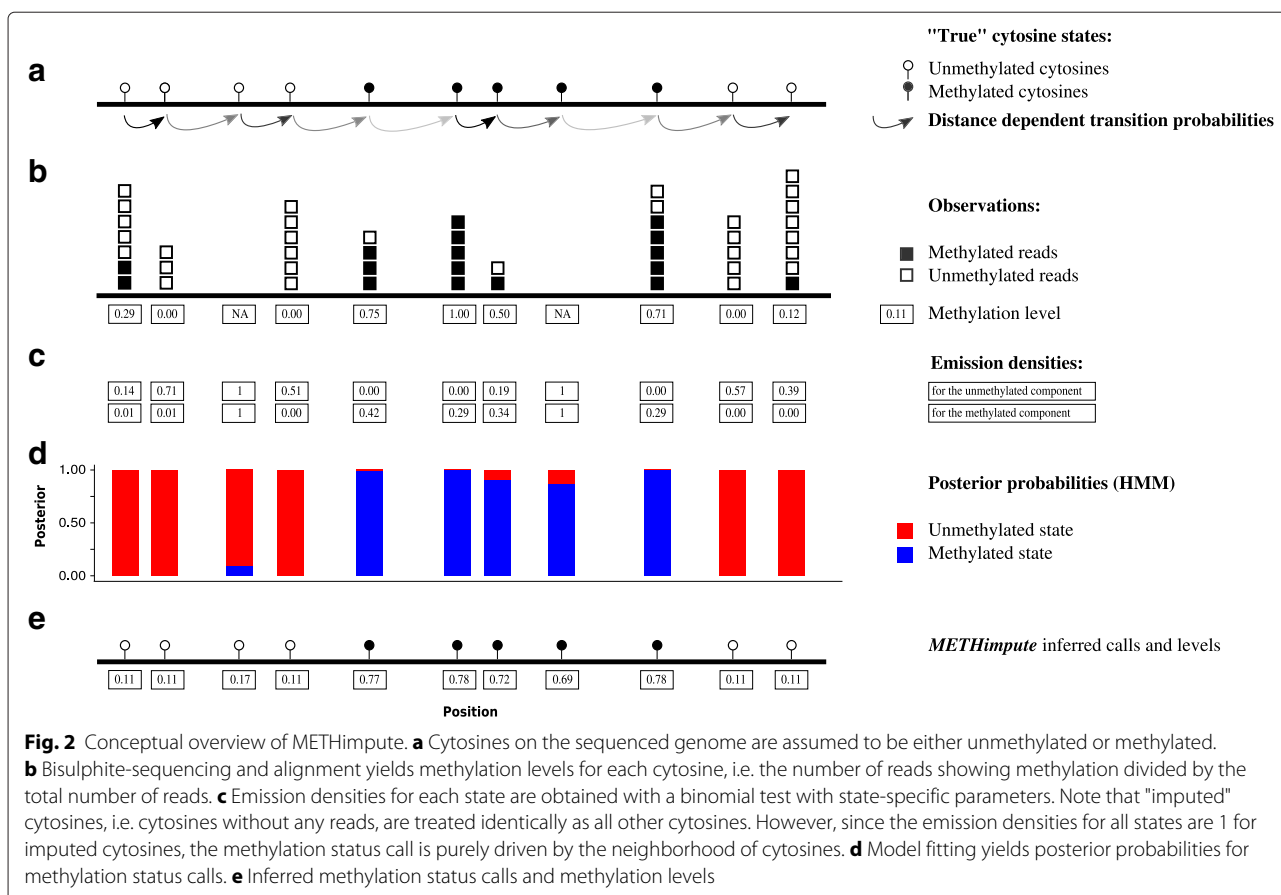 "True" cytosine states:
a
Unmethylated cytosines
Methylated cytosines
Distance dependent transition probabilities
b
Observations:
Methylated reads
Unmethylated reads
0.29 0.00 NA 0.00 0.75 1.00 0.50 NA 0.71 0.00 0.12 0.11 Methylation level
c
Emission densities:
0.14 0.71 1 0.51 0.00 0.00 0.19 1 0.00 0.57 0.39 for the unmethylated component
0.01 0.01 1 0.00 0.42 0.29 0.34 1 0.29 0.00 0.00 for the methylated component
d
1.00
Posterior probabilities (HMM)
Posterior
0.50
Unmethylated state
Methylated state
0.00
e
METHimpute inferred calls and levels
0.11 0.11 0.17 0.11 0.77 0.78 0.72 0.69 0.78 0.11 0.11
Position
Fig. 2 Conceptual overview of METHimpute. a Cytosines on the sequenced genome are assumed to be either unmethylated or methylated.
b Bisulphite-sequencing and alignment yields methylation levels for each cytosine, i.e. the number of reads showing methylation divided by the
total number of reads. c Emission densities for each state are obtained with a binomial test with state-specific parameters. Note that "imputed"
cytosines, i.e. cytosines without any reads, are treated identically as all other cytosines. However, since the emission densities for all states are 1 for
imputed cytosines, the methylation status call is purely driven by the neighborhood of cytosines. d Model fitting yields posterior probabilities for
methylation status calls. e Inferred methylation status calls and methylation levels